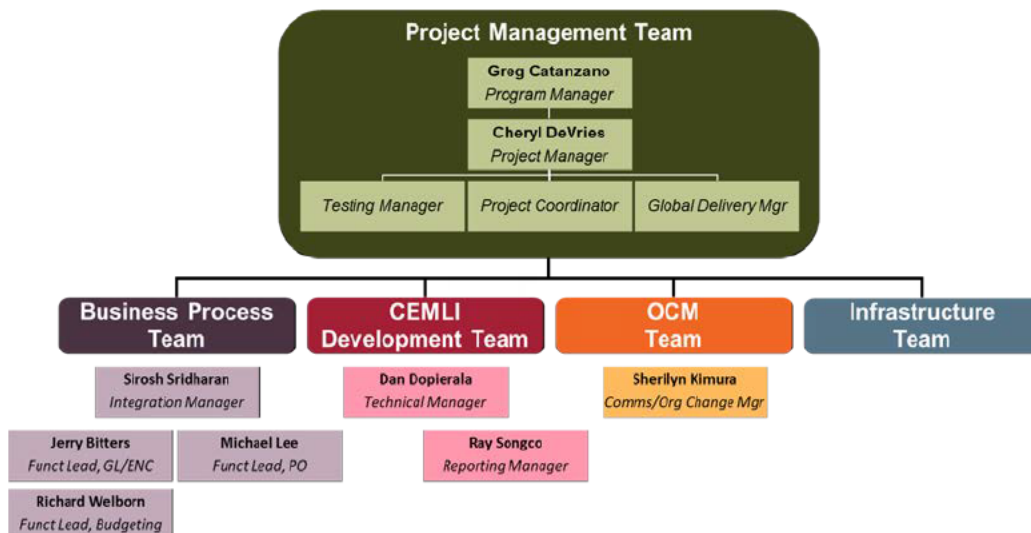 Project Management Team
Greg Catanzano
Program Manager
Cheryl DeVries
Project Manager
Testing Manager
Project Coordinator
Global Delivery Mgr
Business Process
Team
CEMLI
Development Team
OCM
Team
Infrastructure
Team
Sirosh Sridharan
Integration Manager
Dan Dopierala
Technical Manager
Sherilyn Kimura
Comms/Org Change Mgr
Jerry Bitters
Funct Lead, GL/ENC
Michael Lee
Funct Lead, PO
Ray Songco
Reporting Manager
Richard Welborn
Funct Lead, Budgeting